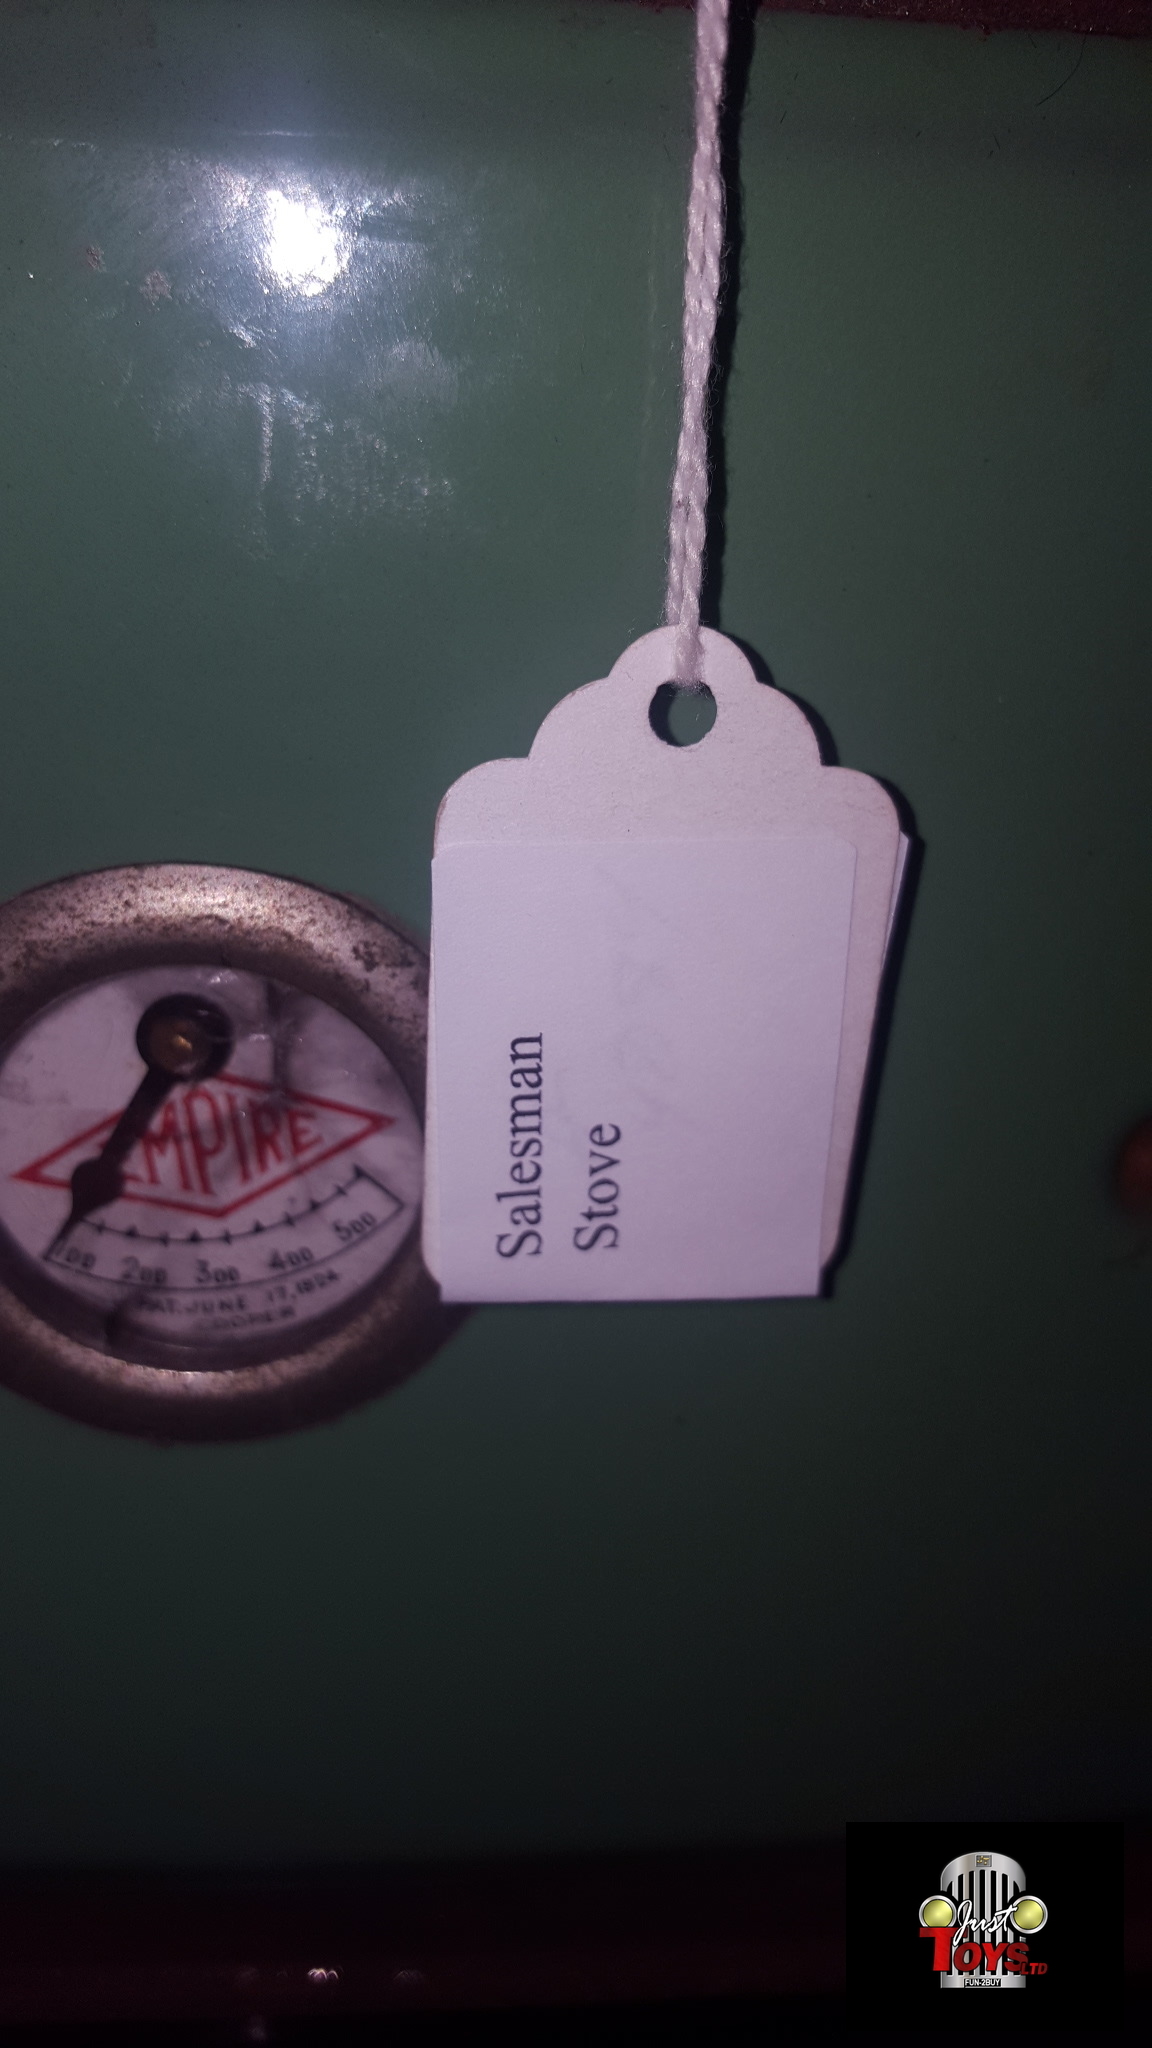 Salesman
Stove
EMPIRE
100 200 300 400 500
PAT. JUNE 17, 1924
COOPER
Just
TOYS LTD
FUN-2BUY